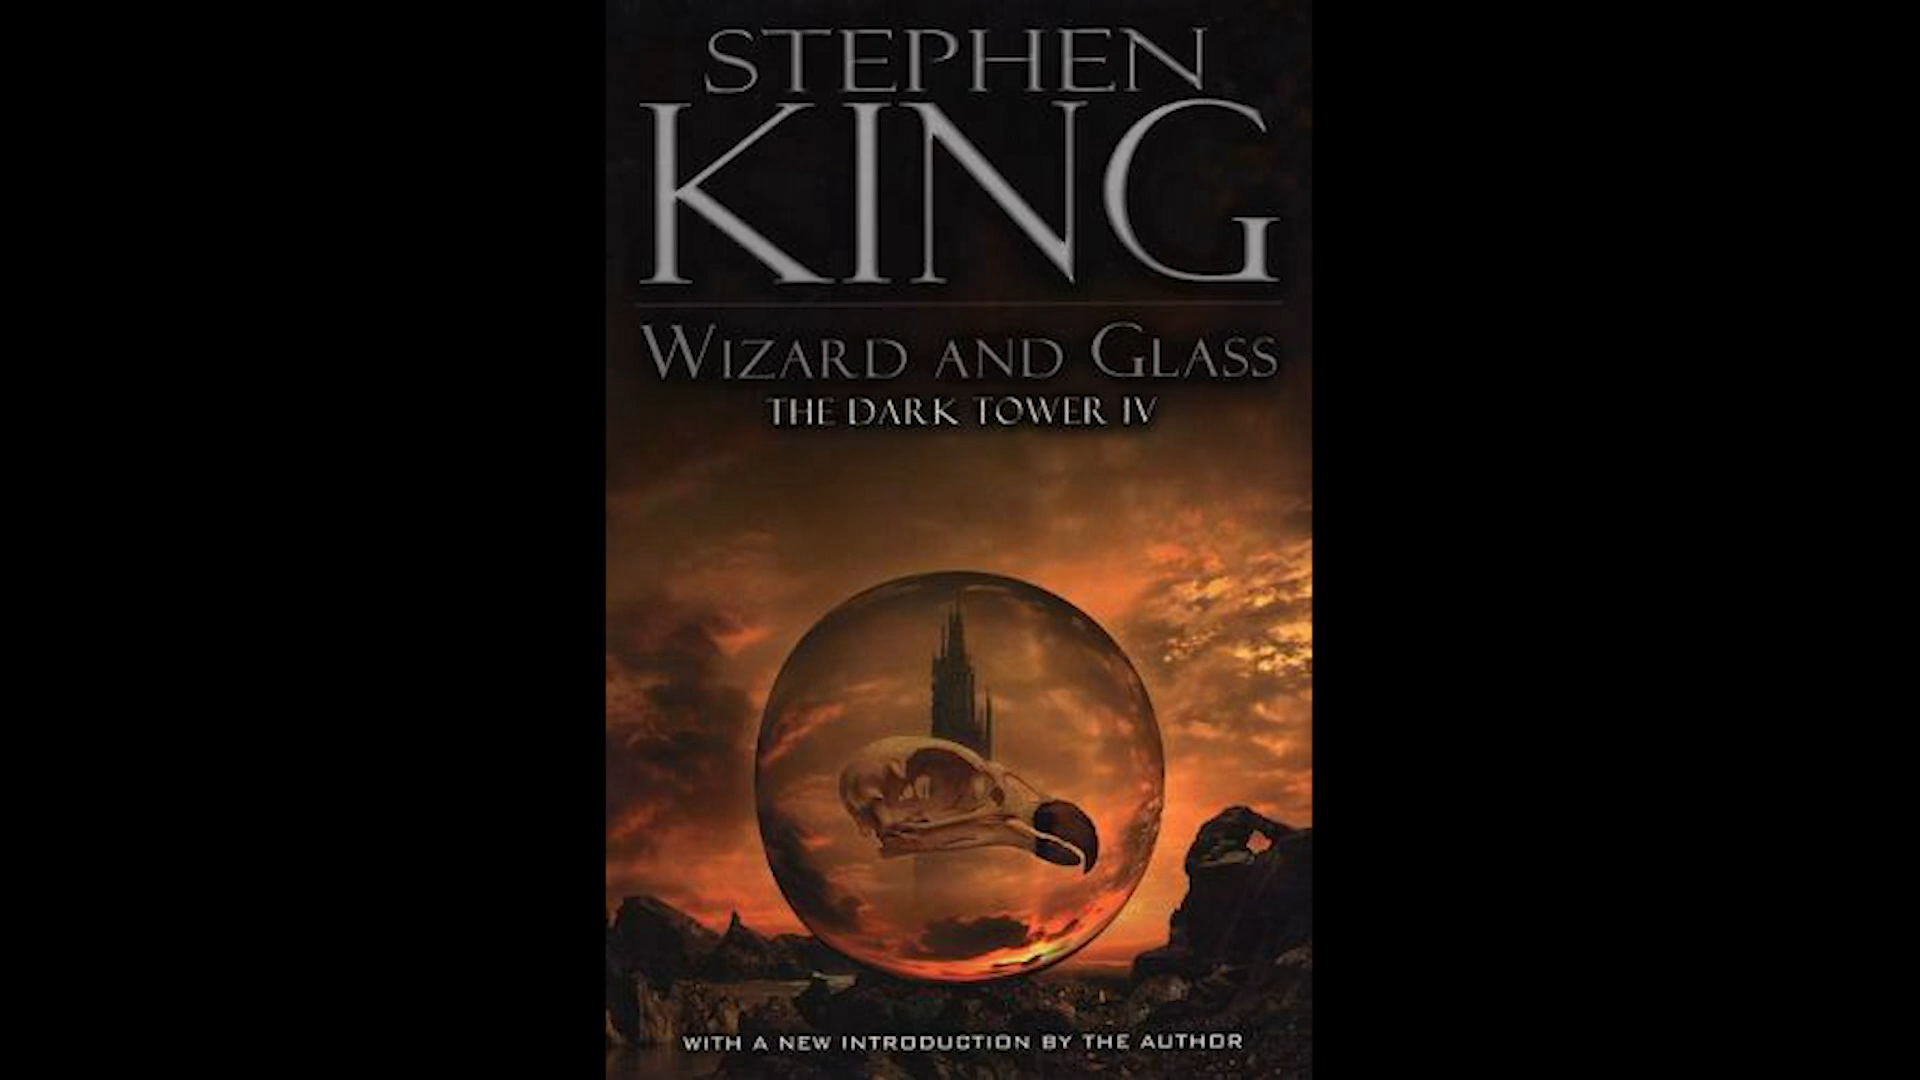 STEPHEN
KING
WIZARD AND GLASS
THE DARK TOWER IV
WITH A NEW INTRODUCTION BY THE AUTHOR